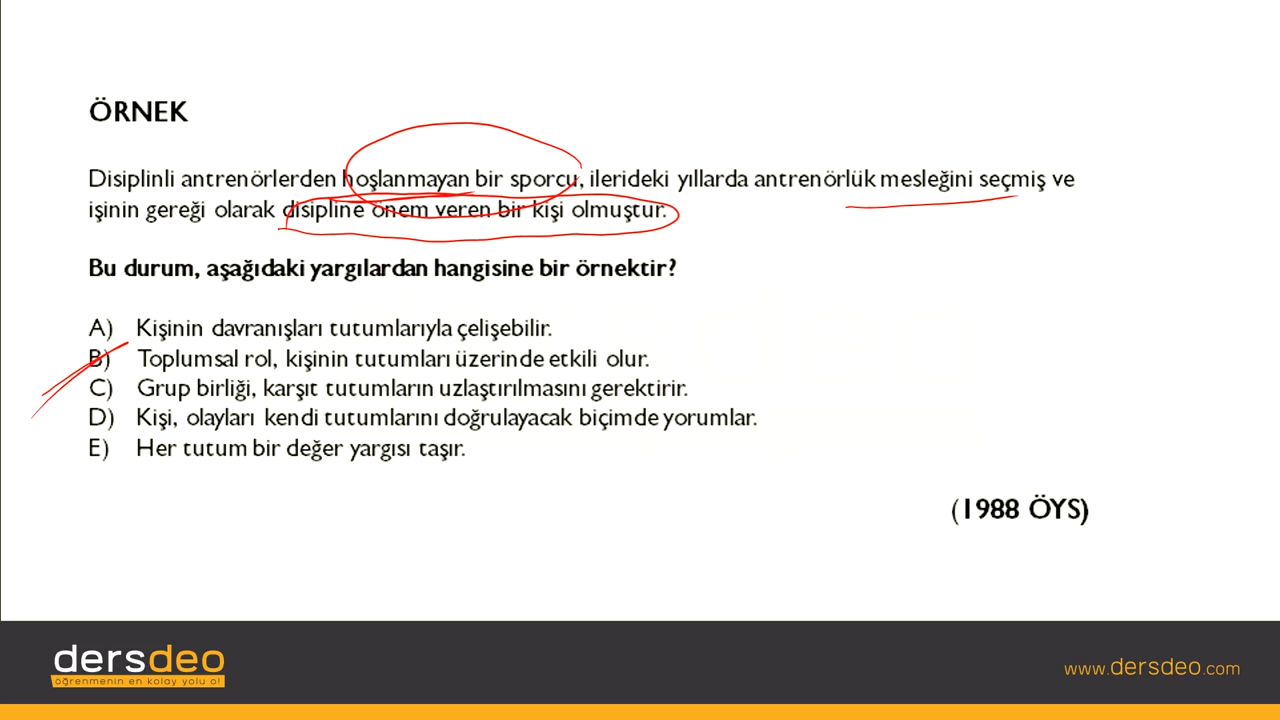 ÖRNEK
Disiplinli antrenörlerden hoşlanmayan bir sporcu, ilerideki yıllarda antrenörlük mesleğini seçmiş ve
işinin gereği olarak disipline önem veren bir kişi olmuştur.
Bu durum, aşağıdaki yargılardan hangisine bir örnektir?
A) Kişinin davranışları tutumlarıyla çelişebilir.
B) Toplumsal rol, kişinin tutumları üzerinde etkili olur.
C) Grup birliği, karşıt tutumların uzlaştırılmasını gerektirir.
D) Kişi, olayları kendi tutumlarını doğrulayacak biçimde yorumlar.
E) Her tutum bir değer yargısı taşır.
(1988 ÖYS)
dersdeo
öğrenmenin en kolay yolu o!
www.dersdeo.com